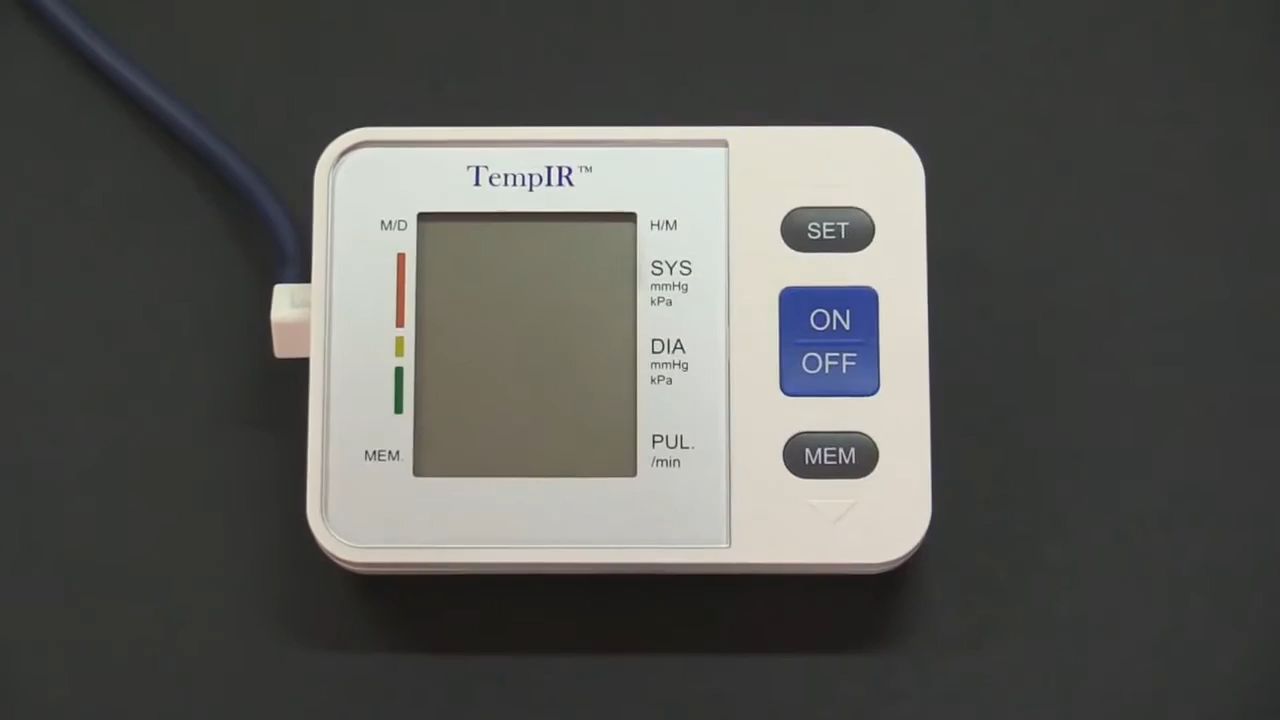 TempIR™
M/D
H/M
SYS
mmHg
kPa
DIA
mmHg
kPa
MEM.
PUL.
/min
SET
ON
OFF
MEM